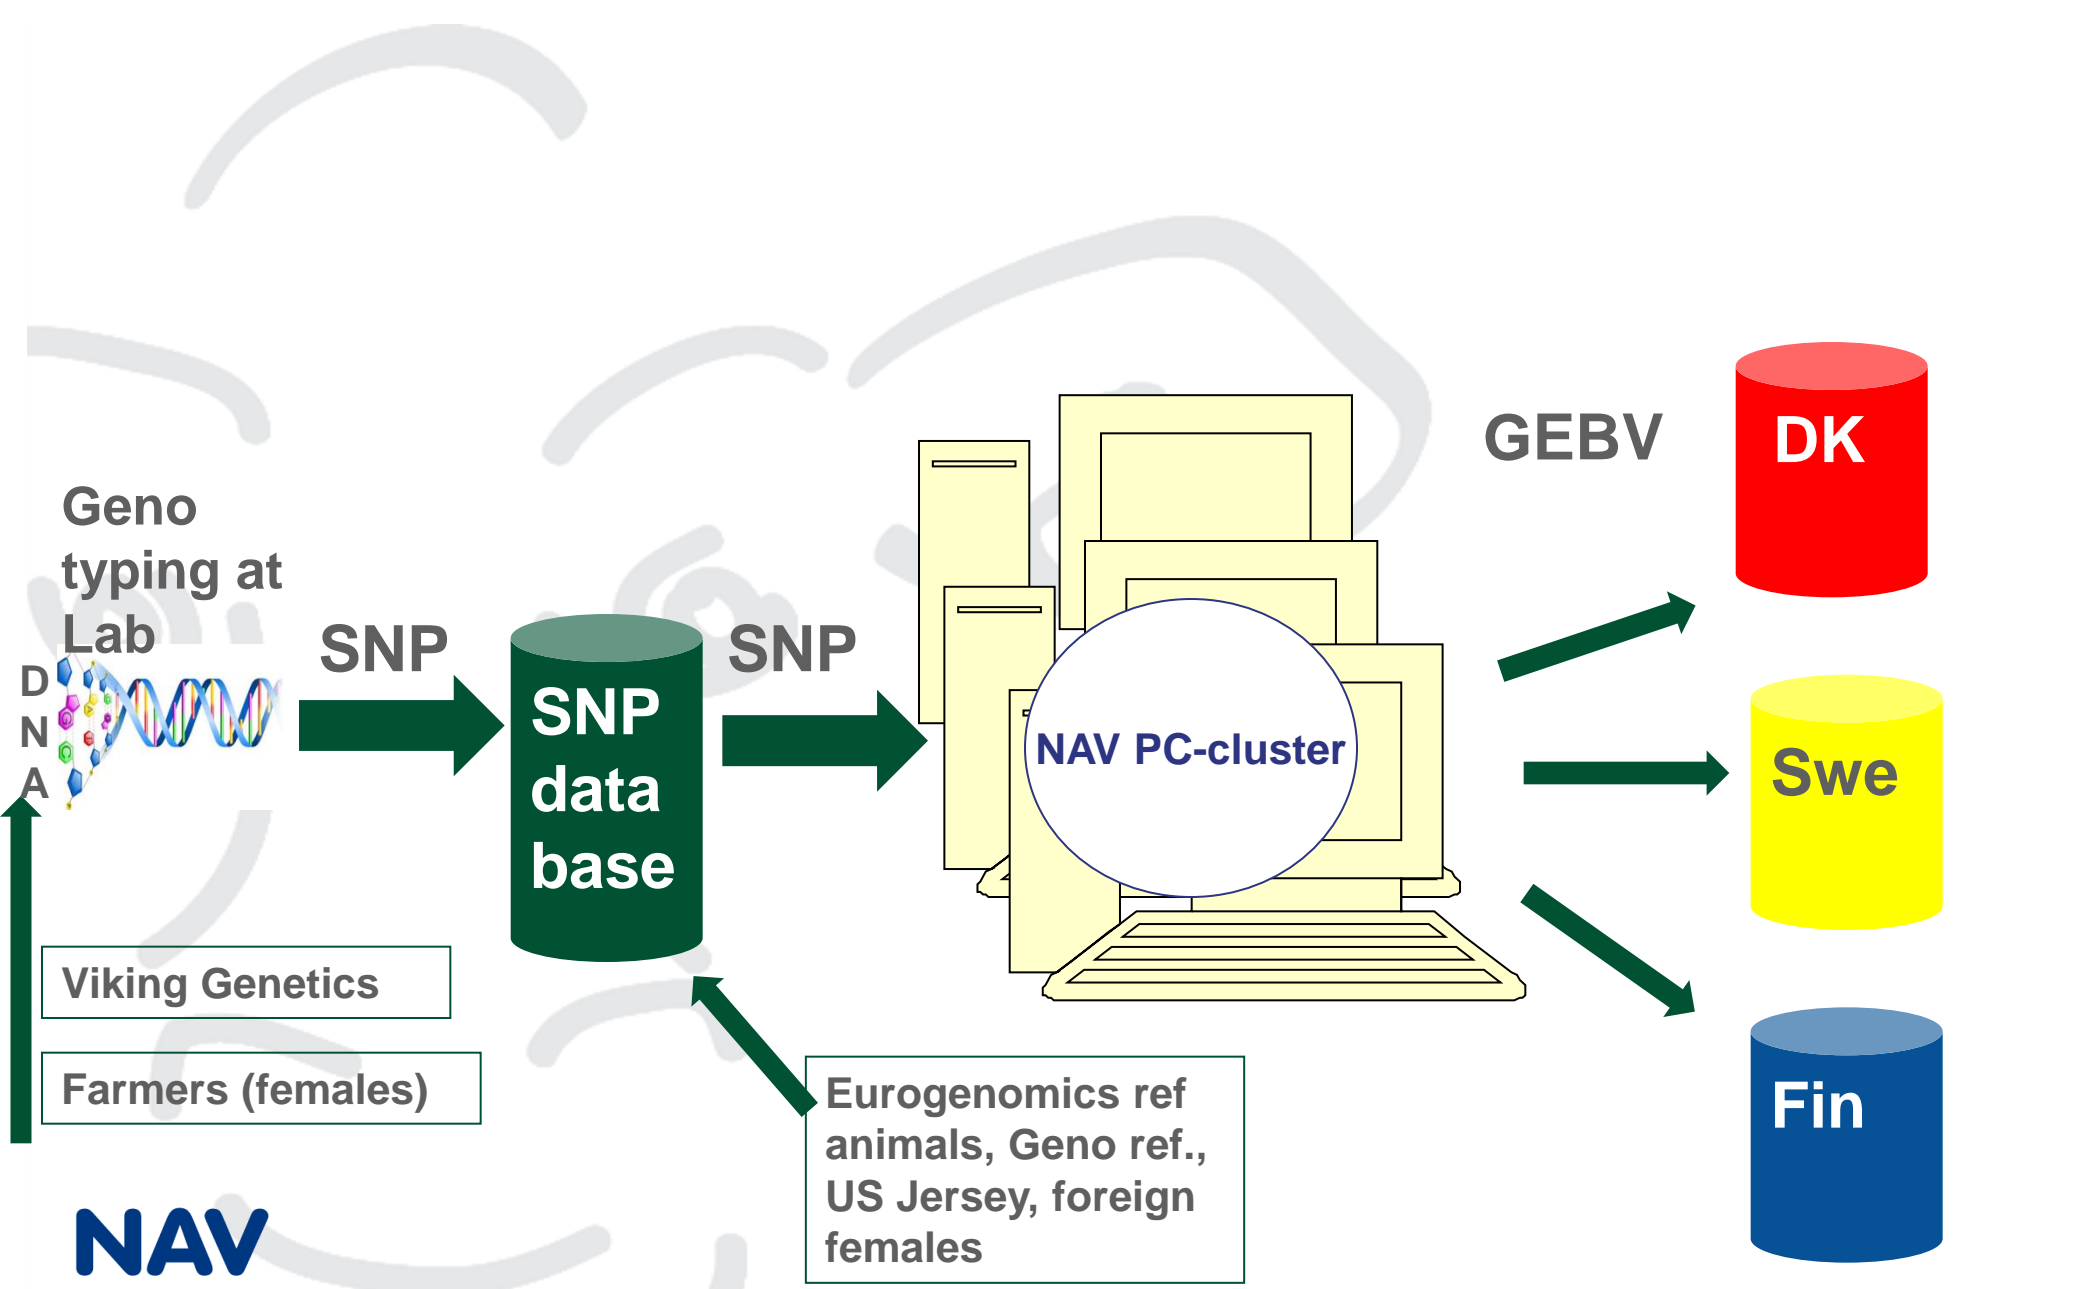 Geno
typing at
Lab
D
N
A
SNP
SNP
data
base
SNP
NAV PC-cluster
GEBV
DK
Swe
Fin
Viking Genetics
Farmers (females)
Eurogenomics ref
animals, Geno ref.,
US Jersey, foreign
females
NAV